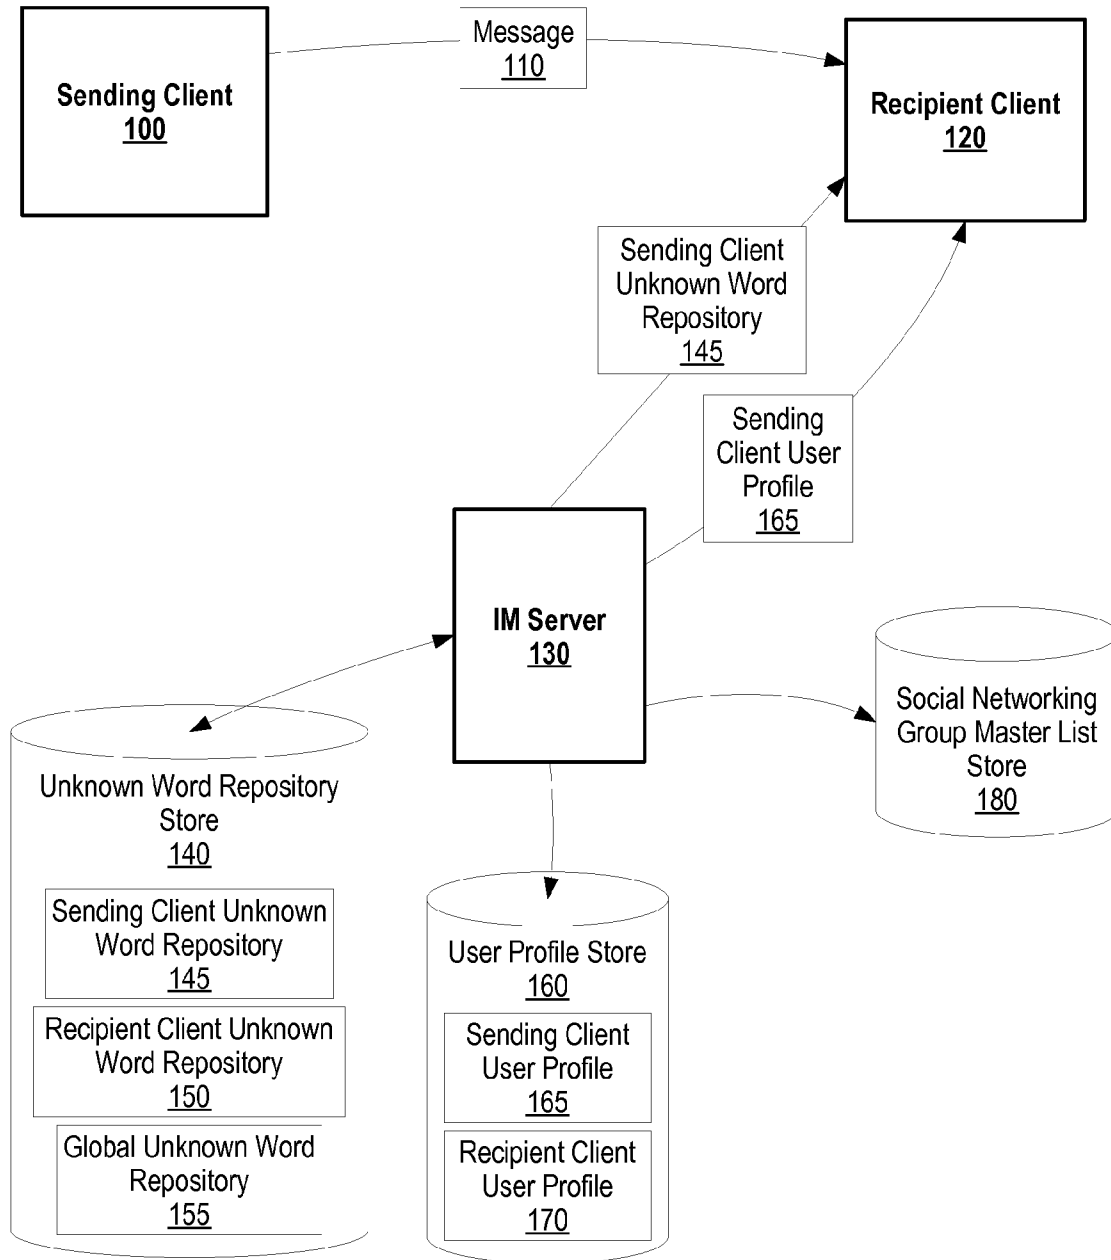 Message
110
Sending Client
100
Recipient Client
120
Sending Client
Unknown Word
Repository
145
Sending
Client User
Profile
165
IM Server
130
Social Networking
Group Master List
Store
180
Unknown Word Repository
Store
140
Sending Client Unknown
Word Repository
145
Recipient Client Unknown
Word Repository
150
Global Unknown Word
Repository
155
User Profile Store
160
Sending Client
User Profile
165
Recipient Client
User Profile
170